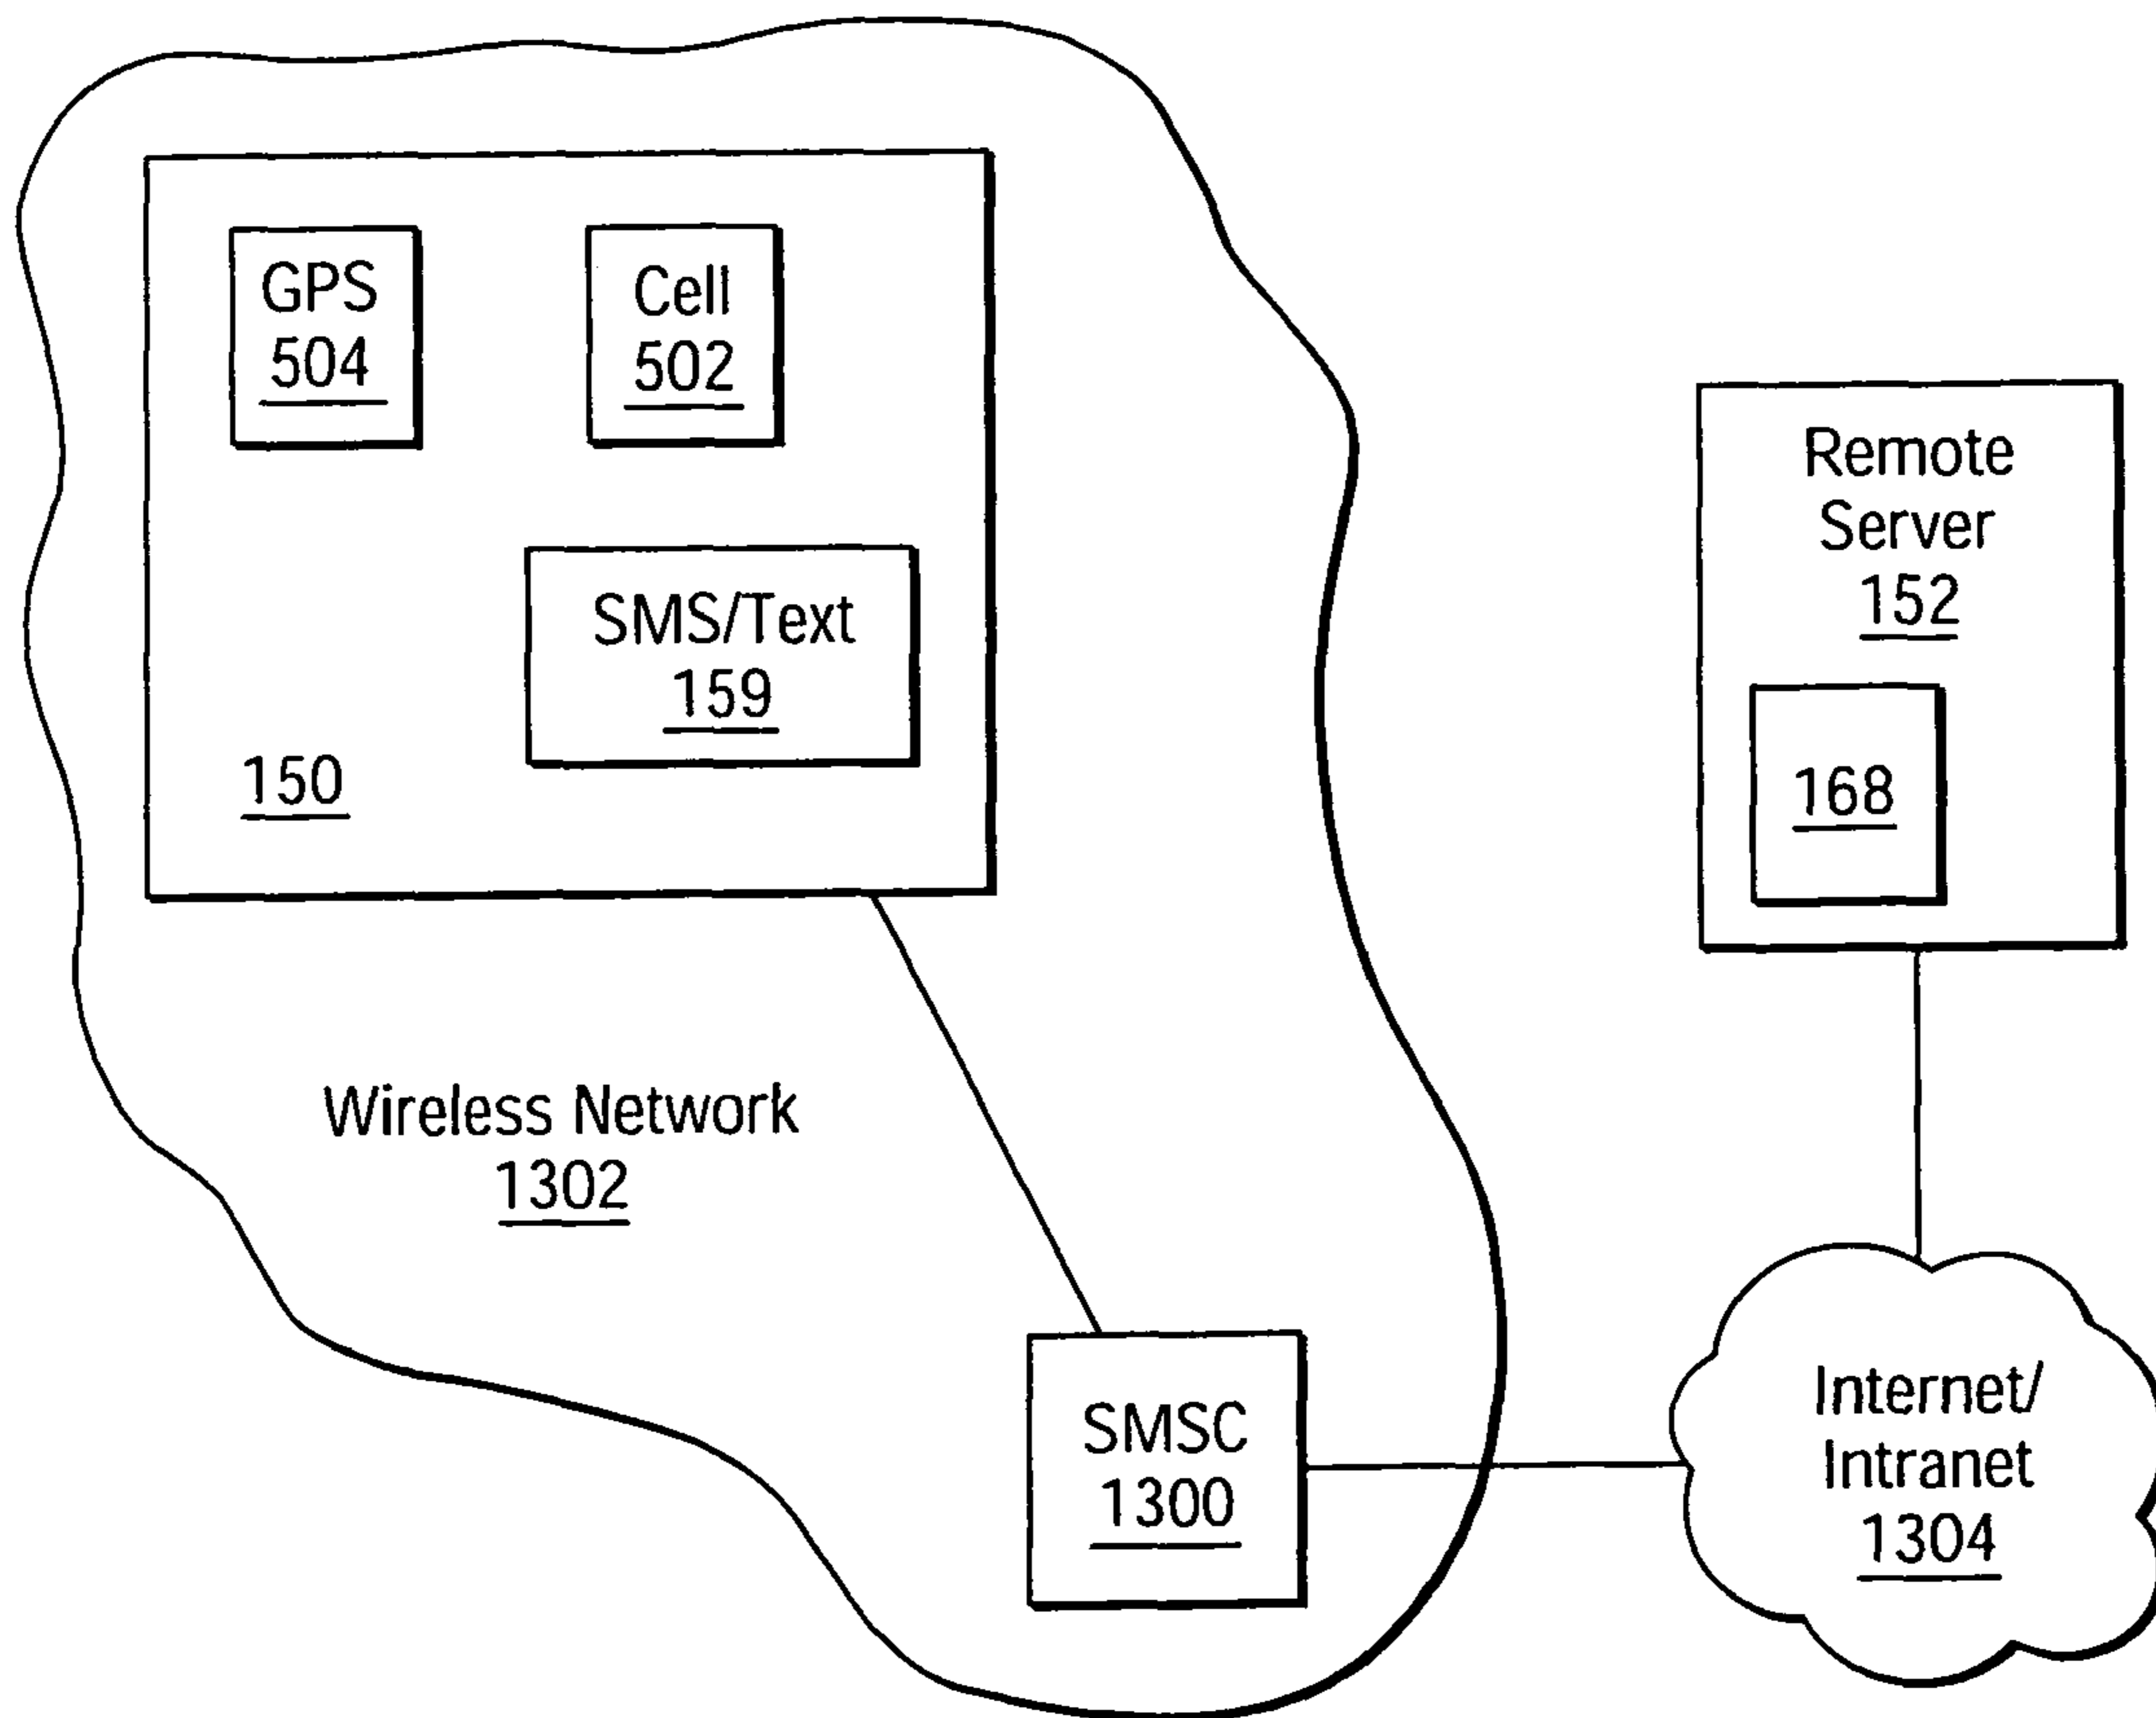 GPS
504
Cell
502
SMS/Text
159
150
Remote
Server
152
168
Wireless Network
1302
SMSC
1300
Internet/
Intranet
1304